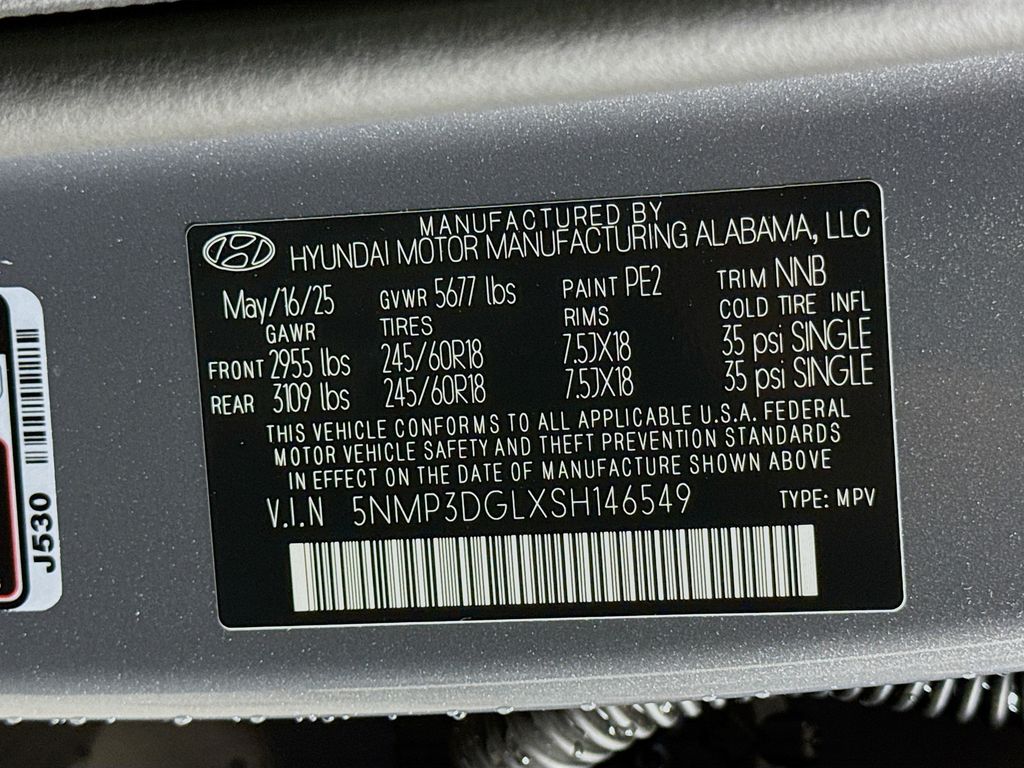 MANUFACTURED BY
HYUNDAI MOTOR MANUFACTURING ALABAMA, LLC
May/16/25 GVWR 5677 lbs PAINT PE2 TRIM NNB
GAWR TIRES RIMS COLD TIRE INFL
FRONT 2955 lbs 245/60R18 7.5JX18 35 psi SINGLE
REAR 3109 lbs 245/60R18 7.5JX18 35 psi SINGLE
THIS VEHICLE CONFORMS TO ALL APPLICABLE U.S.A. FEDERAL
MOTOR VEHICLE SAFETY AND THEFT PREVENTION STANDARDS
IN EFFECT ON THE DATE OF MANUFACTURE SHOWN ABOVE
V.I.N 5NMP3DGLXSH146549 TYPE: MPV
J530